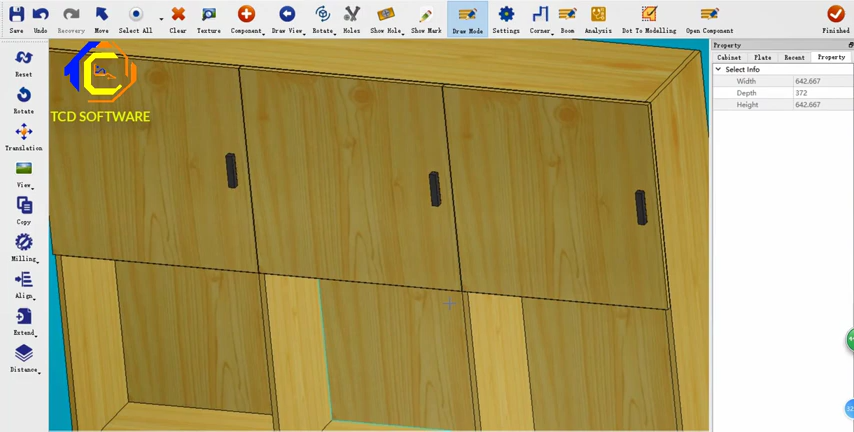 Save Undo Recovery Move Select All Clear Texture Component Draw View Rotate Holes Show Hole Show Mark Draw Mode Settings Corner Boom Analysis Dot To Modelling Open Component Finished
Reset
Rotate
Translation
View
Copy
Milling
Align
Extend
Distance
TCD SOFTWARE
Property
Cabinet Plate Recent Property
Select Info
Width 642.667
Depth 372
Height 642.667